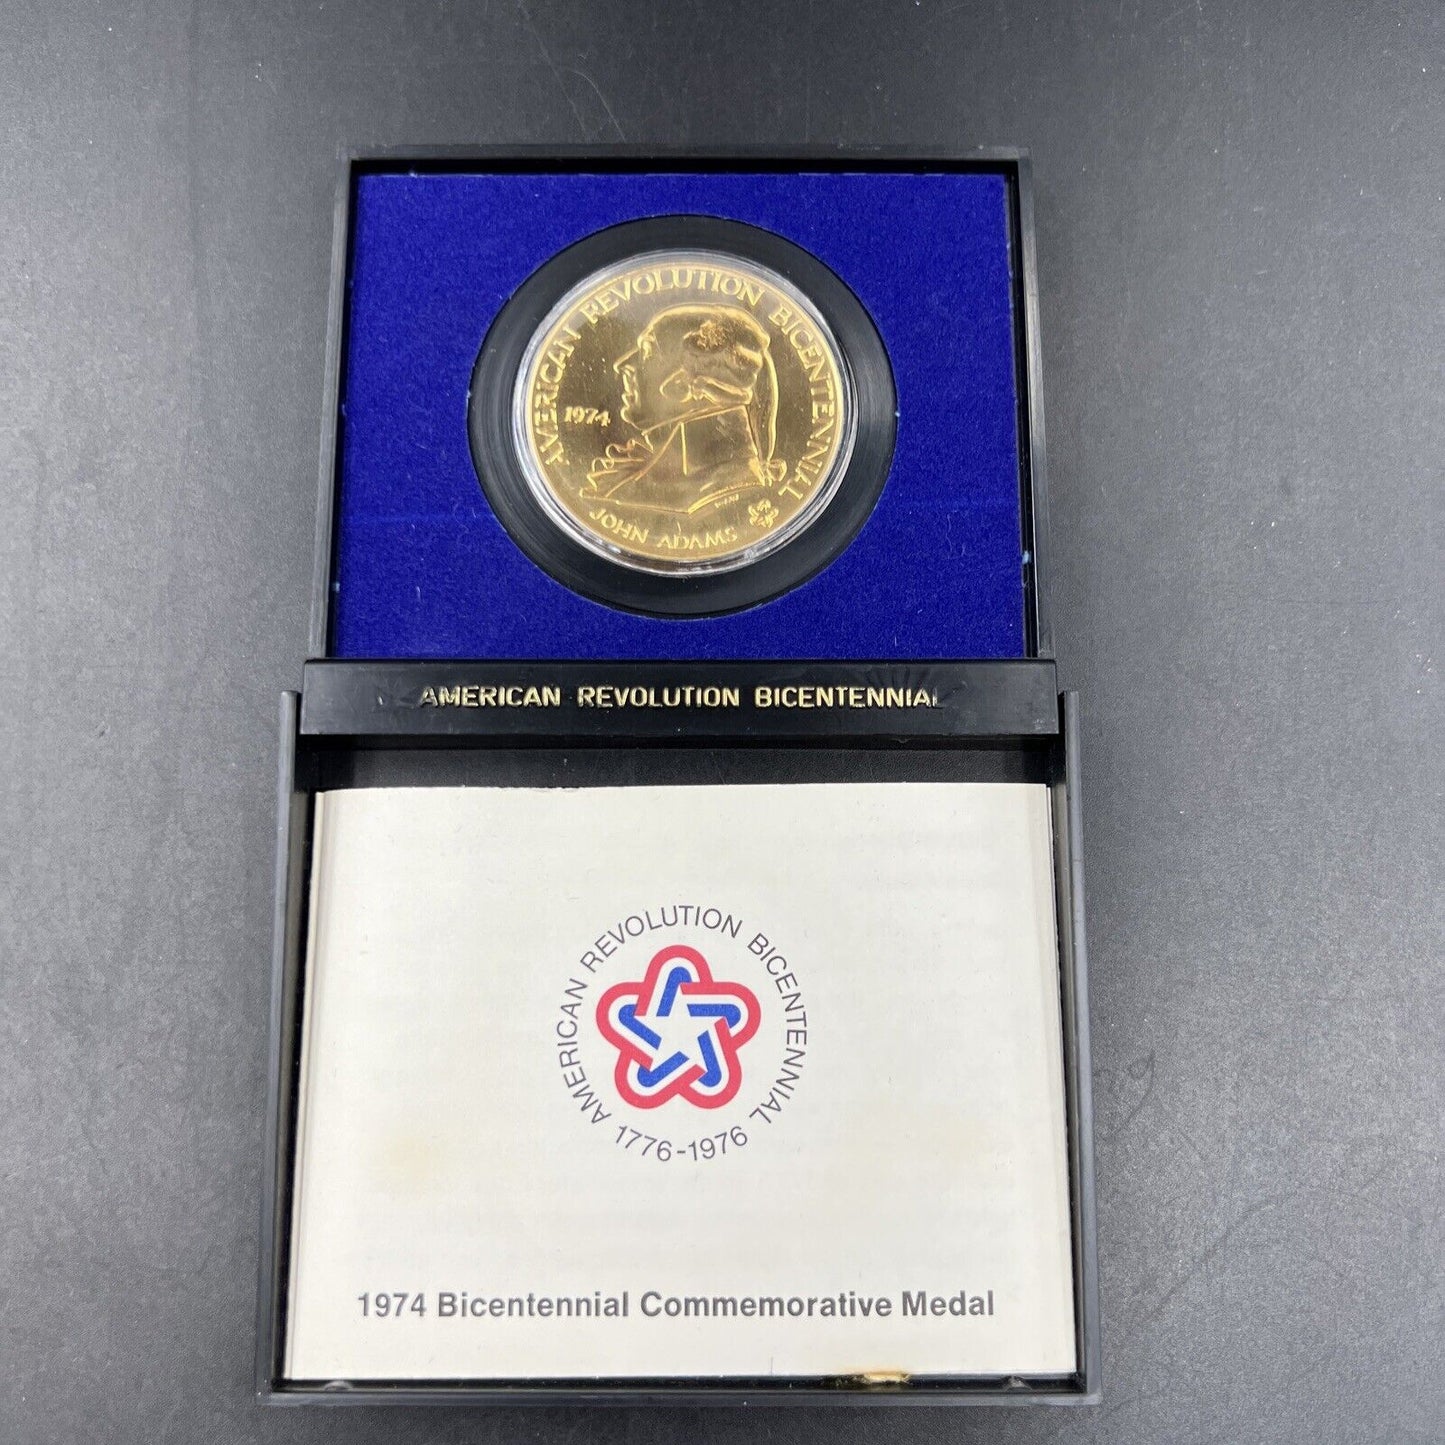 AMERICAN REVOLUTION BICENTENNIAL
1974
JOHN ADAMS
AMERICAN REVOLUTION BICENTENNIAL
AMERICAN REVOLUTION BICENTENNIAL
1776-1976
1974 Bicentennial Commemorative Medal